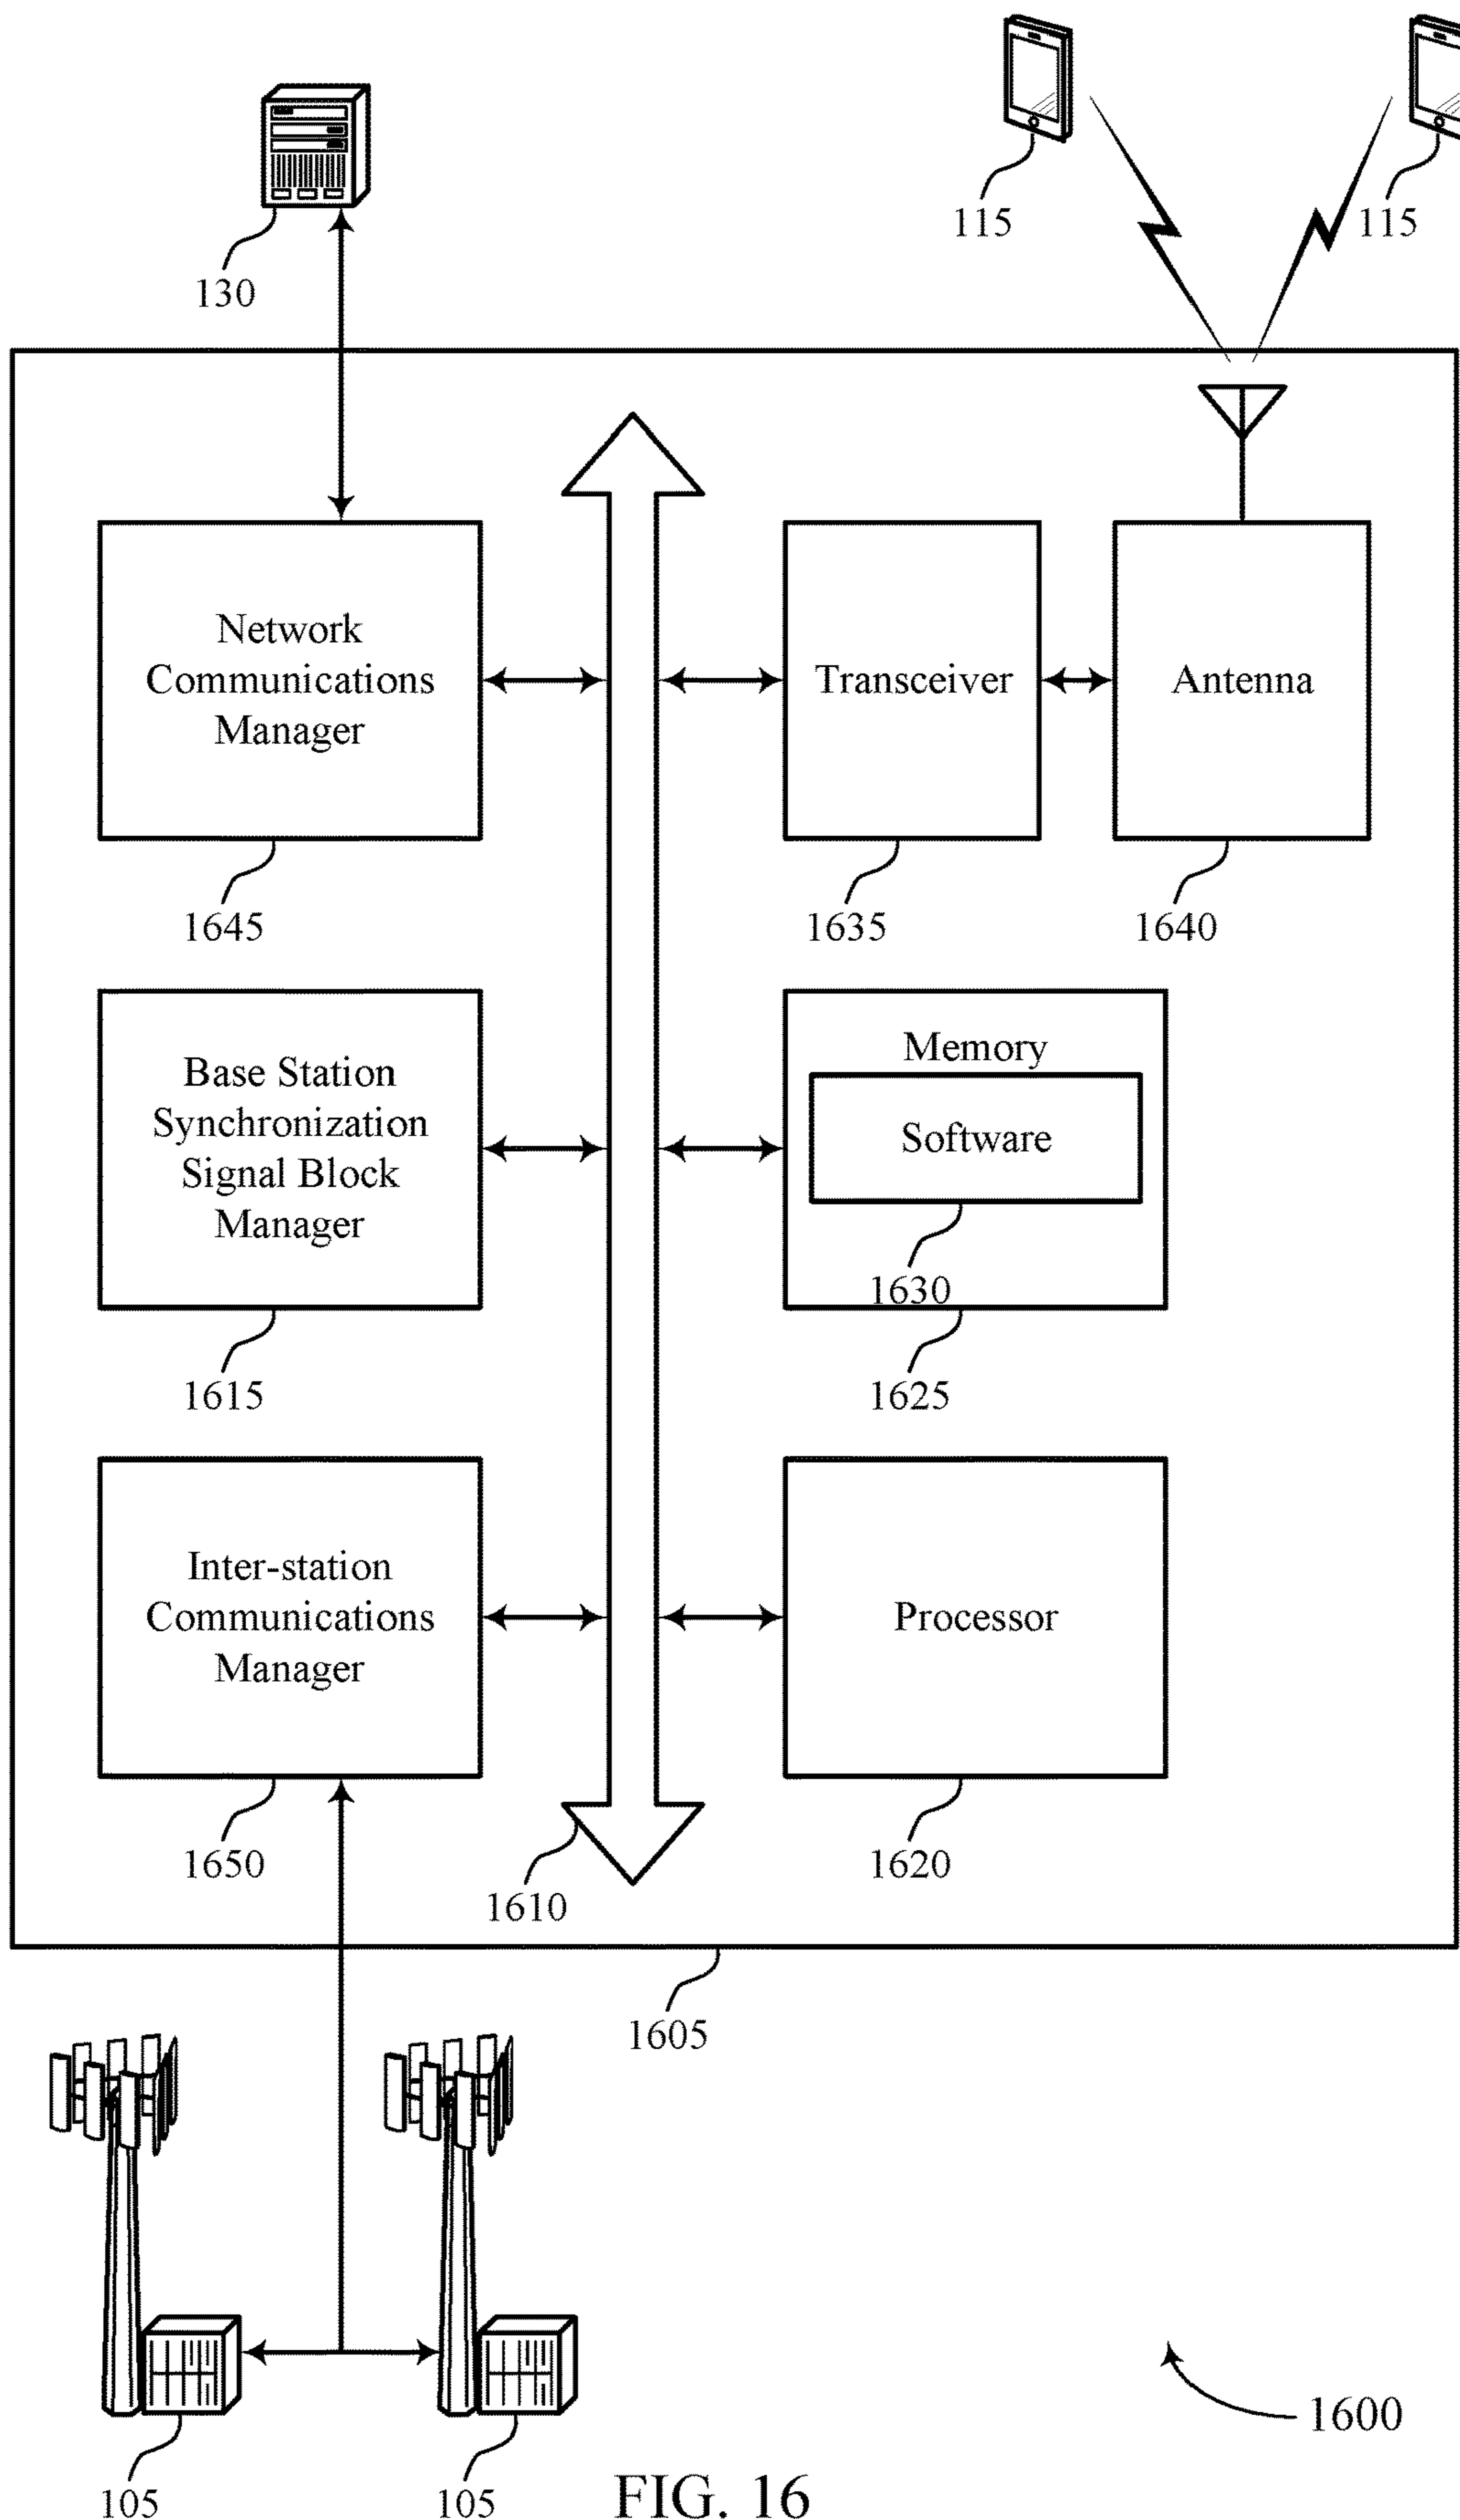 115
115
130
Network
Communications
Manager
Transceiver
Antenna
1645
1635
1640
Base Station
Synchronization
Signal Block
Manager
Memory
Software
1630
1615
1625
Inter-station
Communications
Manager
Processor
1650
1610
1620
1605
105
105
1600
FIG. 16